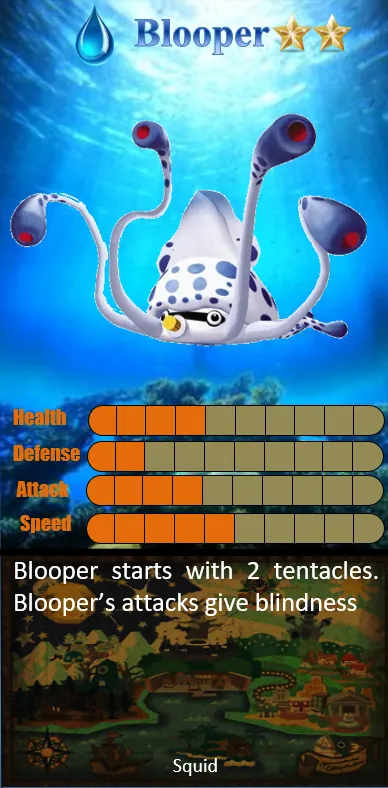 Blooper
Health
Defense
Attack
Speed
Blooper starts with 2 tentacles.
Blooper's attacks give blindness
Squid